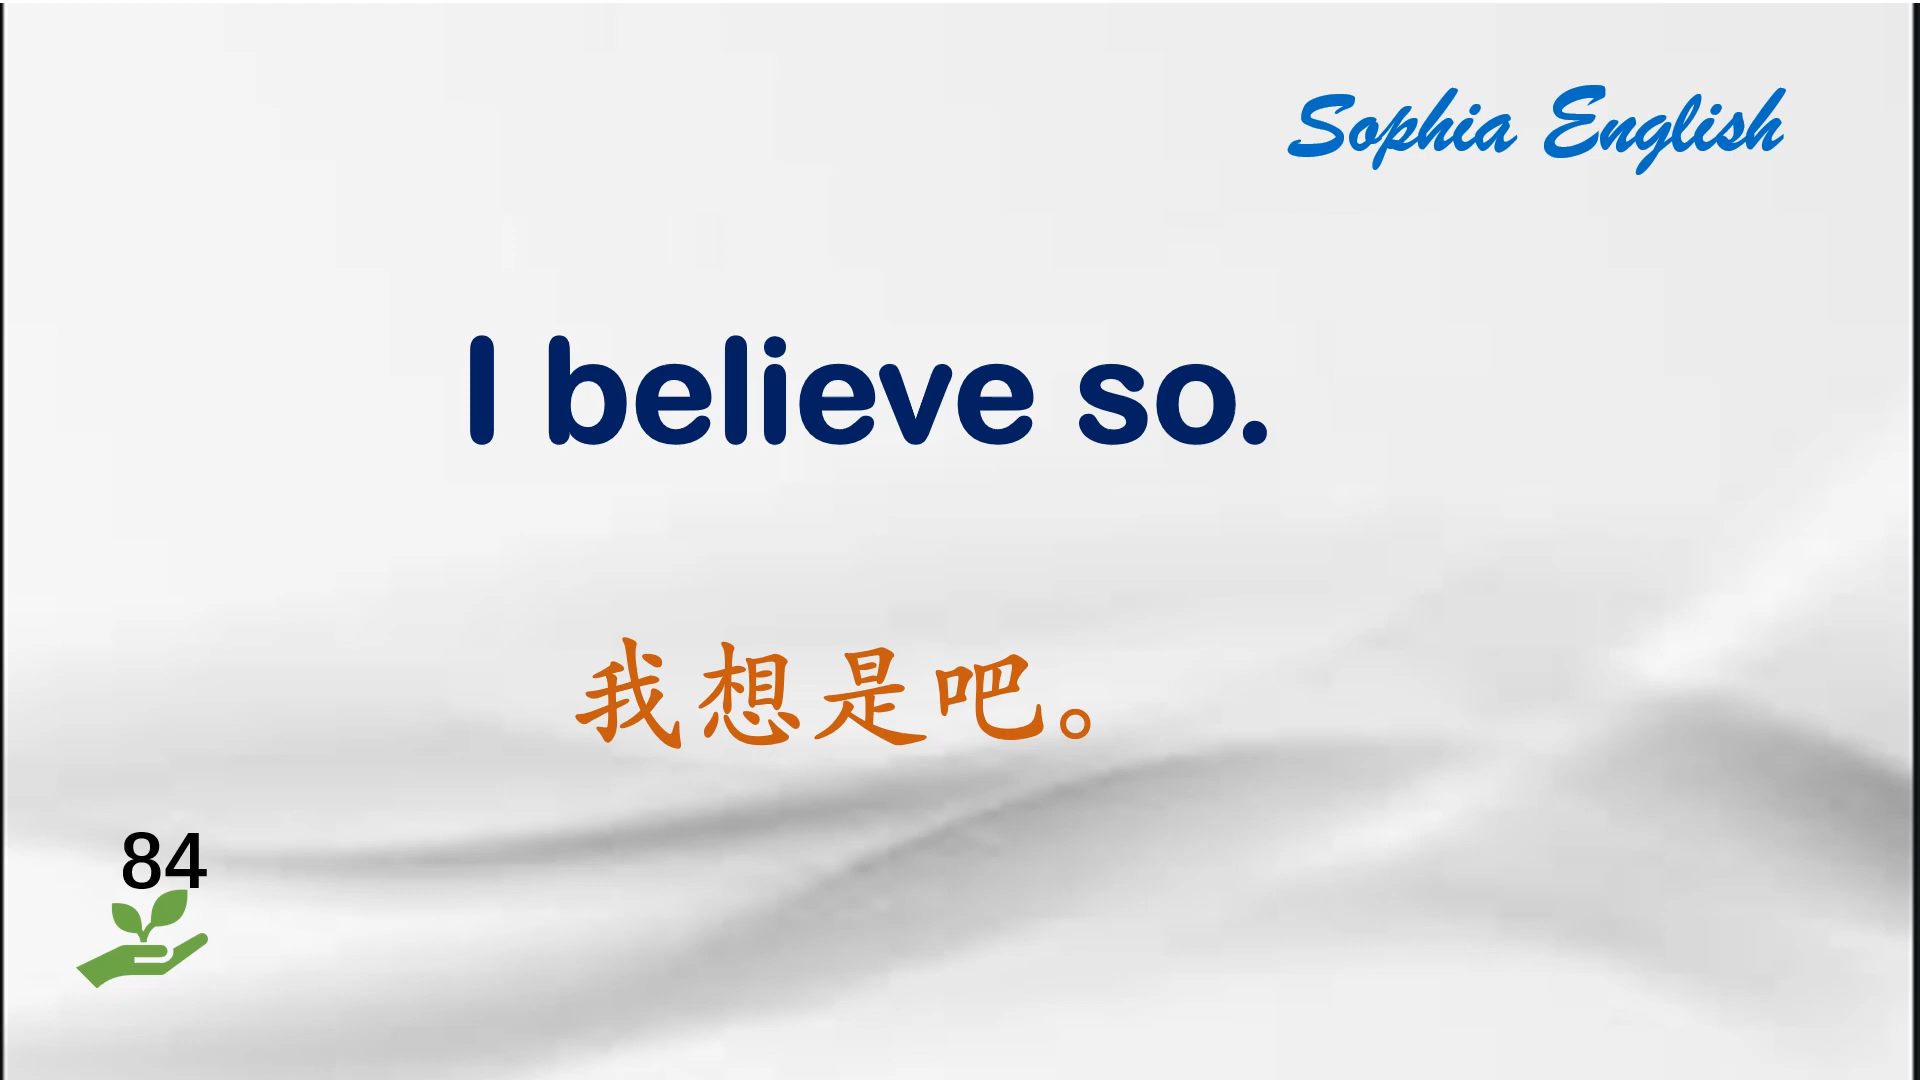 Sophia English
I believe so.
我想是吧。
84